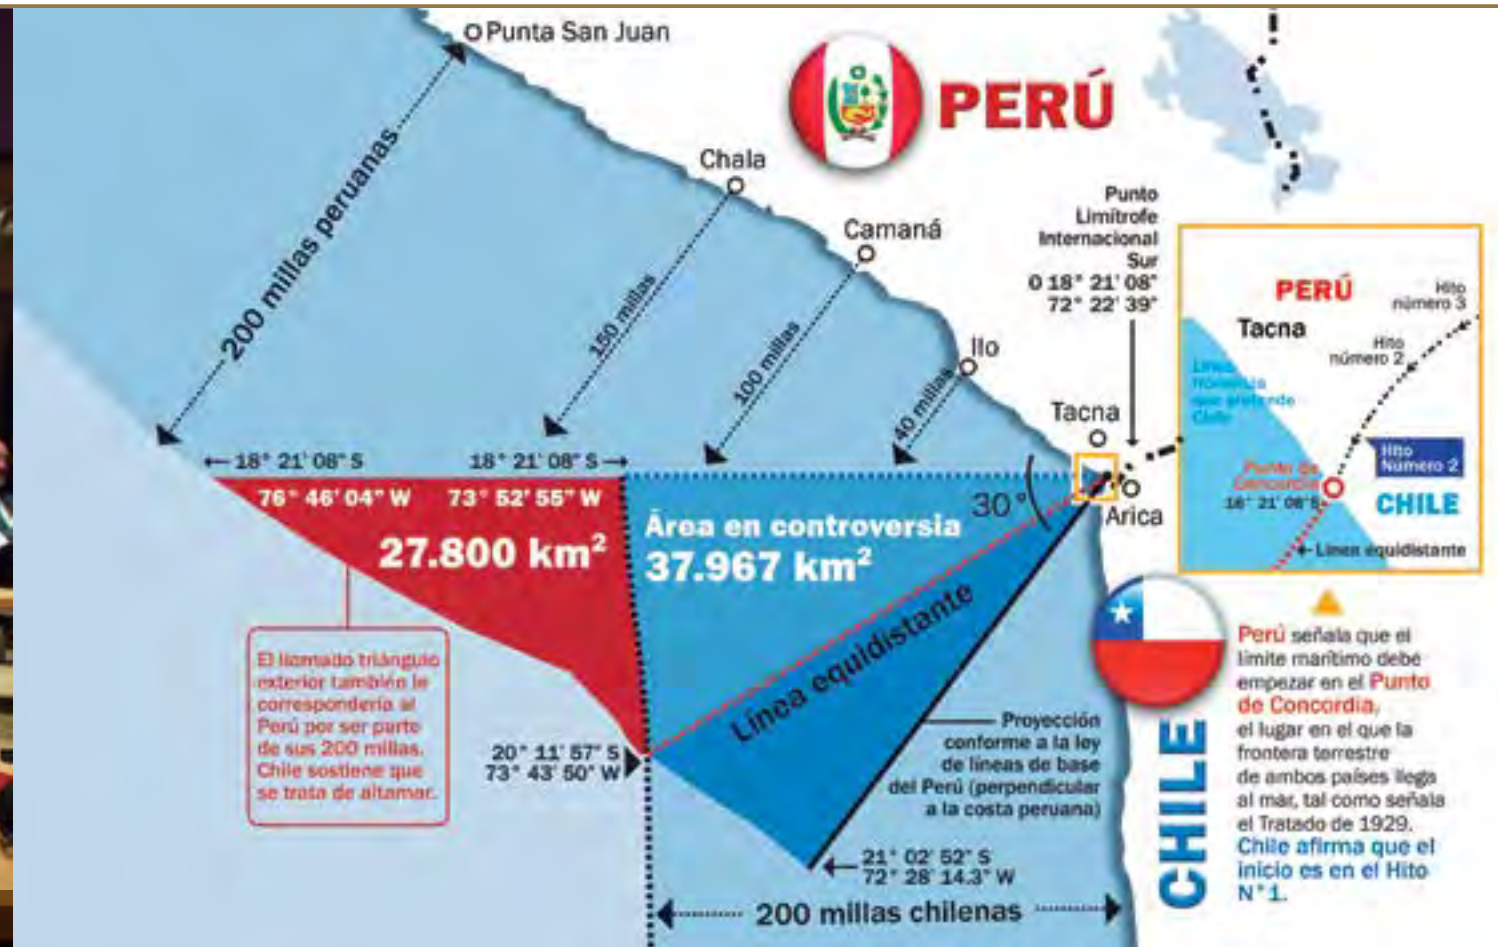 Punta San Juan
PERÚ
200 millas peruanas
Chala
150 millas
Camaná
100 millas
Ilo
40 millas
Punto
Limítrofe
Internacional
Sur
O 18° 21' 08"
72° 22' 39"
Tacna
Arica
18° 21' 08" S
18° 21' 08" S
76° 46' 04" W
73° 52' 55" W
27.800 km²
Área en controversia
37.967 km²
30°
Línea equidistante
El llamado triángulo
exterior también le
correspondería al
Perú por ser parte
de sus 200 millas.
Chile sostiene que
se trata de altamar.
20° 11' 57" S
73° 43' 50" W
Proyección
conforme a la ley
de líneas de base
del Perú (perpendicular
a la costa peruana)
21° 02' 52" S
72° 28' 14.3" W
200 millas chilenas
PERÚ
Tacna
Hito
número 3
Hito
número 2
Línea
que pretende
Chile
Hito
Número 2
Punto de
Concordia
18° 21' 08"S
CHILE
Línea equidistante
CHILE
Perú señala que el
límite marítimo debe
empezar en el Punto
de Concordia,
el lugar en el que la
frontera terrestre
de ambos países llega
al mar, tal como señala
el Tratado de 1929.
Chile afirma que el
inicio es en el Hito
N°1.